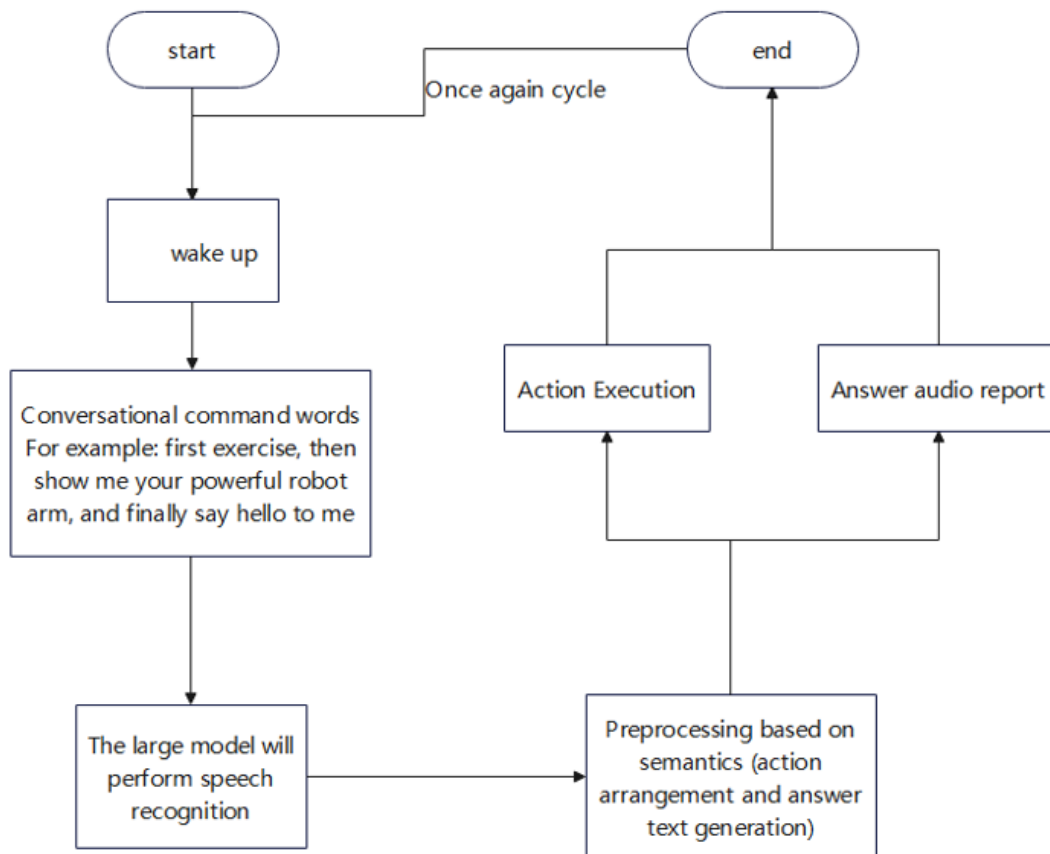 start
end
Once again cycle
wake up
Conversational command words
For example: first exercise, then
show me your powerful robot
arm, and finally say hello to me
The large model will
perform speech
recognition
Preprocessing based on
semantics (action
arrangement and answer
text generation)
Action Execution
Answer audio report